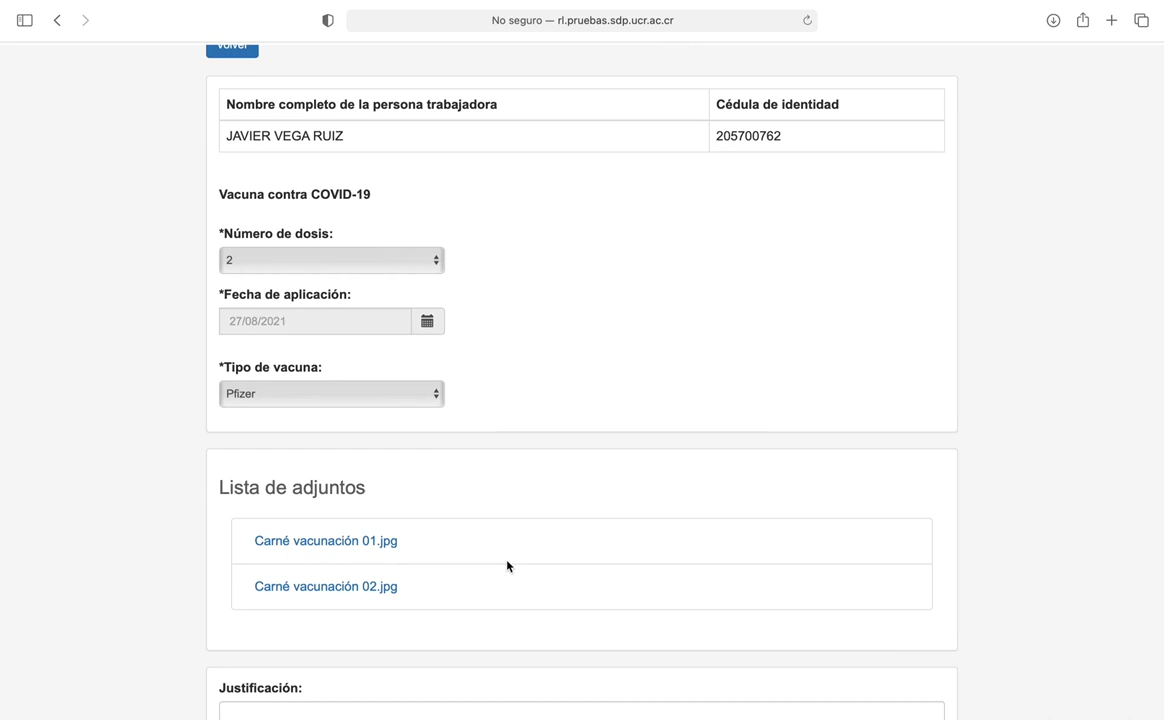 No seguro — rl.pruebas.sdp.ucr.ac.cr
Volver
Nombre completo de la persona trabajadora
Cédula de identidad
JAVIER VEGA RUIZ
205700762
Vacuna contra COVID-19
*Número de dosis:
2
*Fecha de aplicación:
27/08/2021
*Tipo de vacuna:
Pfizer
Lista de adjuntos
Carné vacunación 01.jpg
Carné vacunación 02.jpg
Justificación: